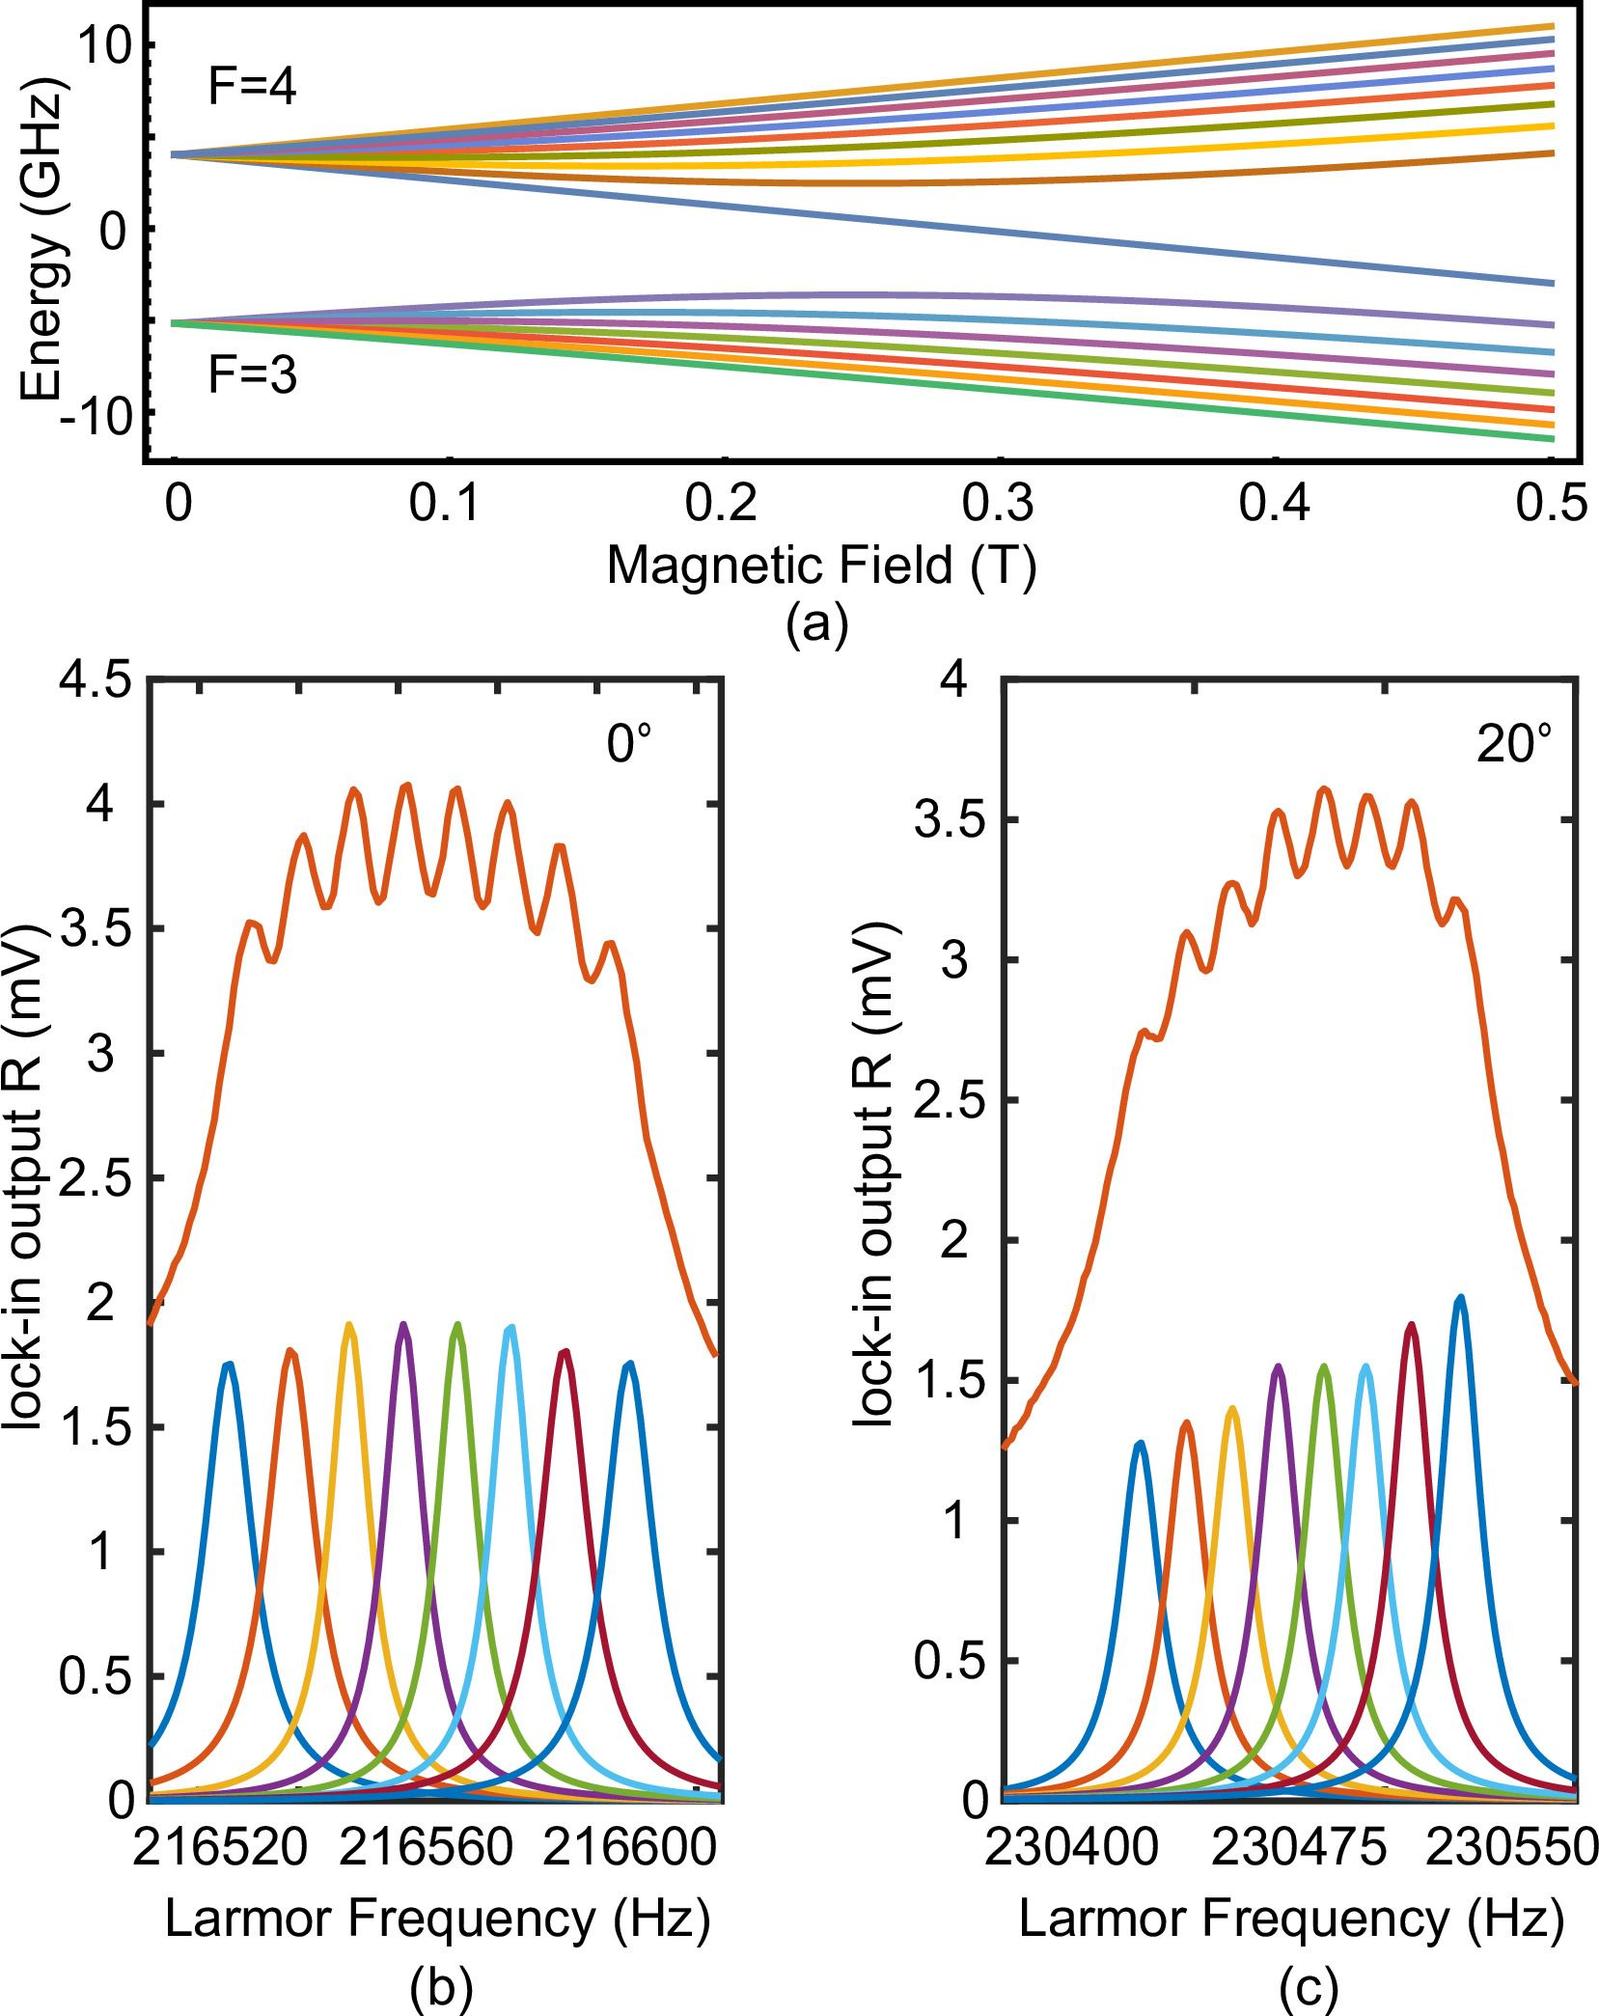 10
0
-10
Energy (GHz)
F=4
F=3
0 0.1 0.2 0.3 0.4 0.5
Magnetic Field (T)
(a)
4.5
4
3.5
3
2.5
2
1.5
1
0.5
0
lock-in output R (mV)
0°
216520 216560 216600
Larmor Frequency (Hz)
(b)
4
3.5
3
2.5
2
1.5
1
0.5
0
lock-in output R (mV)
20°
230400 230475 230550
Larmor Frequency (Hz)
(c)